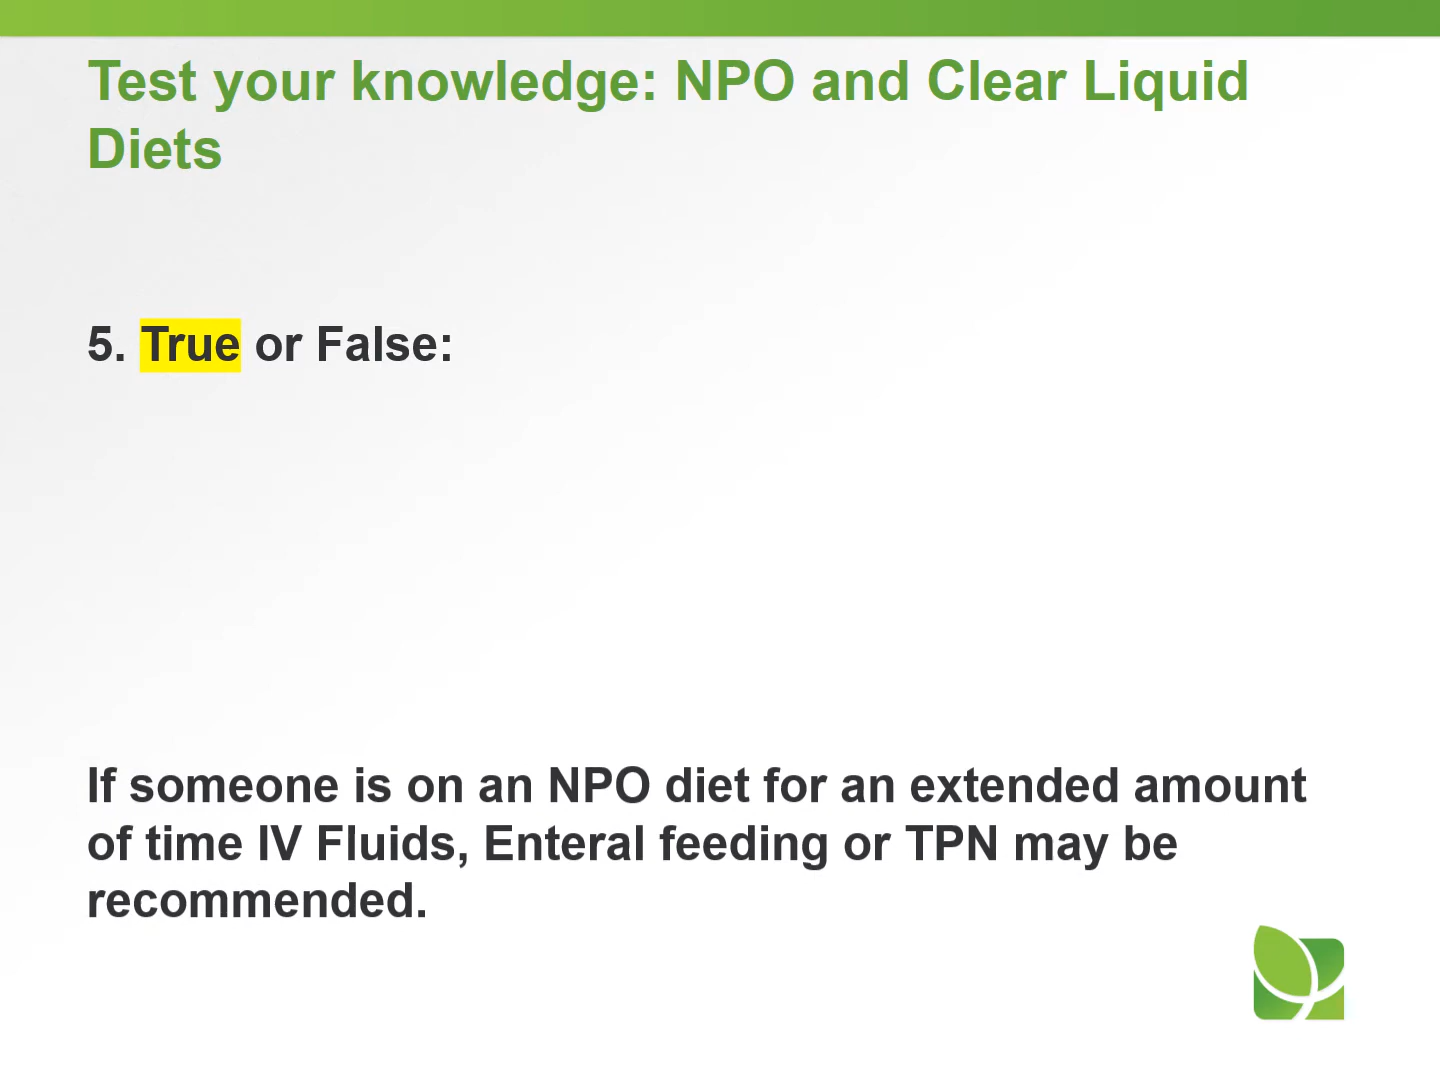 Test your knowledge: NPO and Clear Liquid
Diets
5. True or False:
If someone is on an NPO diet for an extended amount
of time IV Fluids, Enteral feeding or TPN may be
recommended.